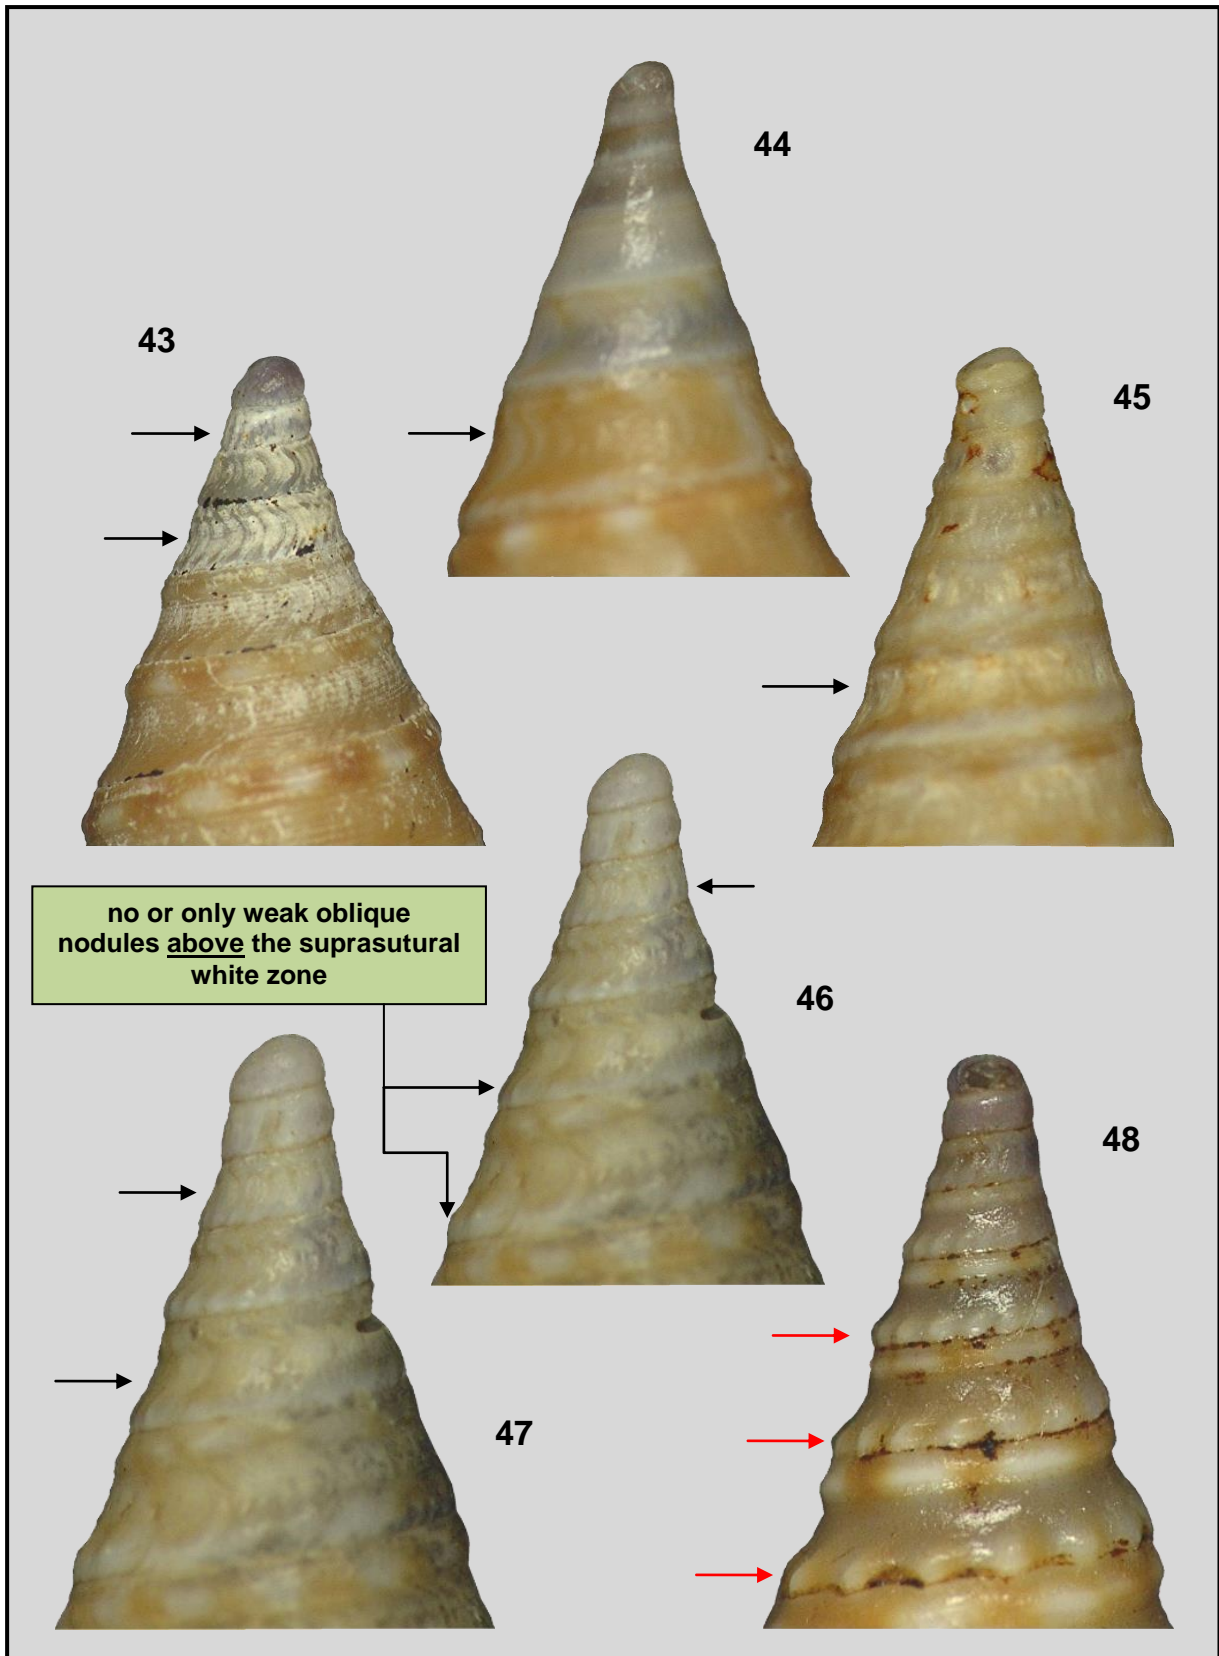 44
43
45
no or only weak oblique
nodules above the suprasutural
white zone
46
48
47